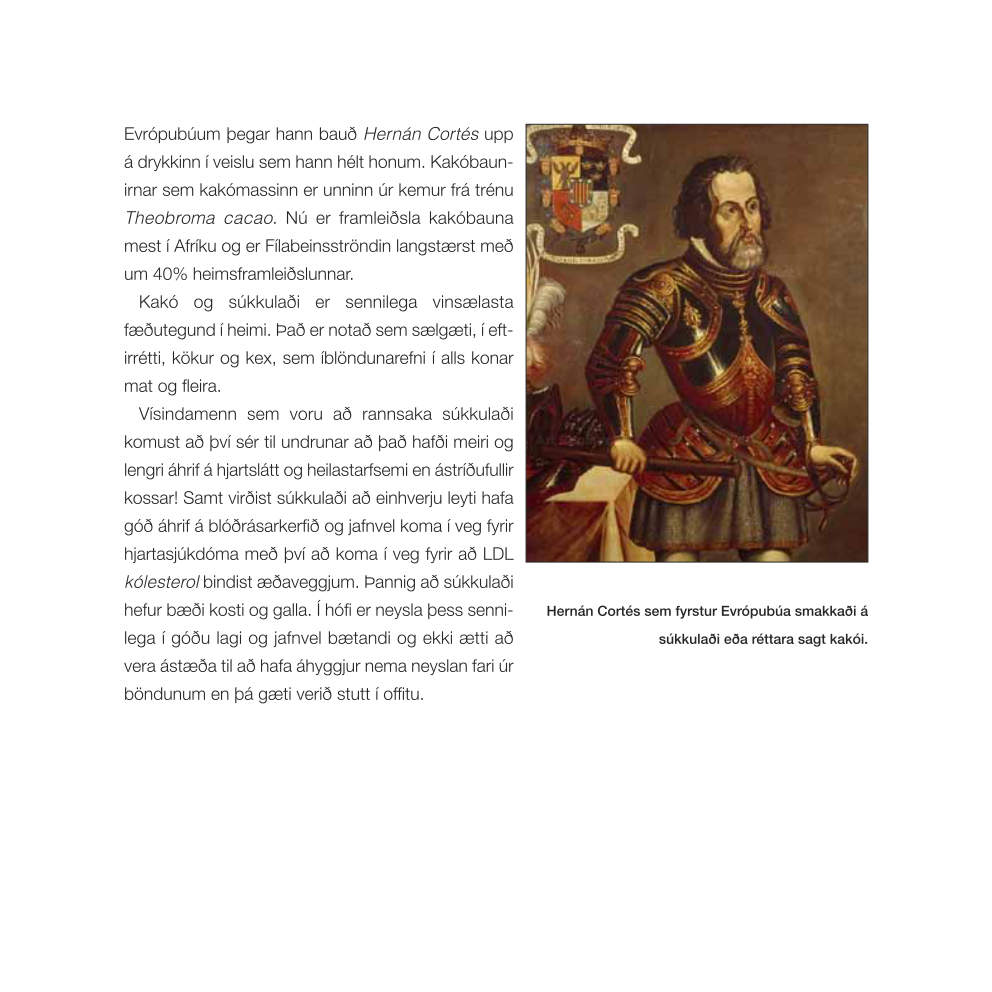 Evrópubúum þegar hann bauð Hernán Cortés upp
á drykkinn í veislu sem hann hélt honum. Kakóbaun-
irnar sem kakómassinn er unninn úr kemur frá trénu
Theobroma cacao. Nú er framleiðsla kakóbauna
mest í Afríku og er Fílabeinsströndin langstærst með
um 40% heimsframleiðslunnar.
Kakó og súkkulaði er sennilega vinsælasta
fæðutegund í heimi. Það er notað sem sælgæti, í eft-
irrétti, kökur og kex, sem íblöndunarefni í alls konar
mat og fleira.
Vísindamenn sem voru að rannsaka súkkulaði
komust að því sér til undrunar að það hafði meiri og
lengri áhrif á hjartslátt og heilastarfsemi en ástríðufullir
kossar! Samt virðist súkkulaði að einhverju leyti hafa
góð áhrif á blóðrásarkerfið og jafnvel koma í veg fyrir
hjartasjúkdóma með því að koma í veg fyrir að LDL
kólesterol bindist æðaveggjum. Þannig að súkkulaði
hefur bæði kosti og galla. Í hófi er neysla þess senni-
lega í góðu lagi og jafnvel bætandi og ekki ætti að
vera ástæða til að hafa áhyggjur nema neyslan fari úr
böndunum en þá gæti verið stutt í offitu.
Hernán Cortés sem fyrstur Evrópubúa smakkaði á
súkkulaði eða réttara sagt kakói.